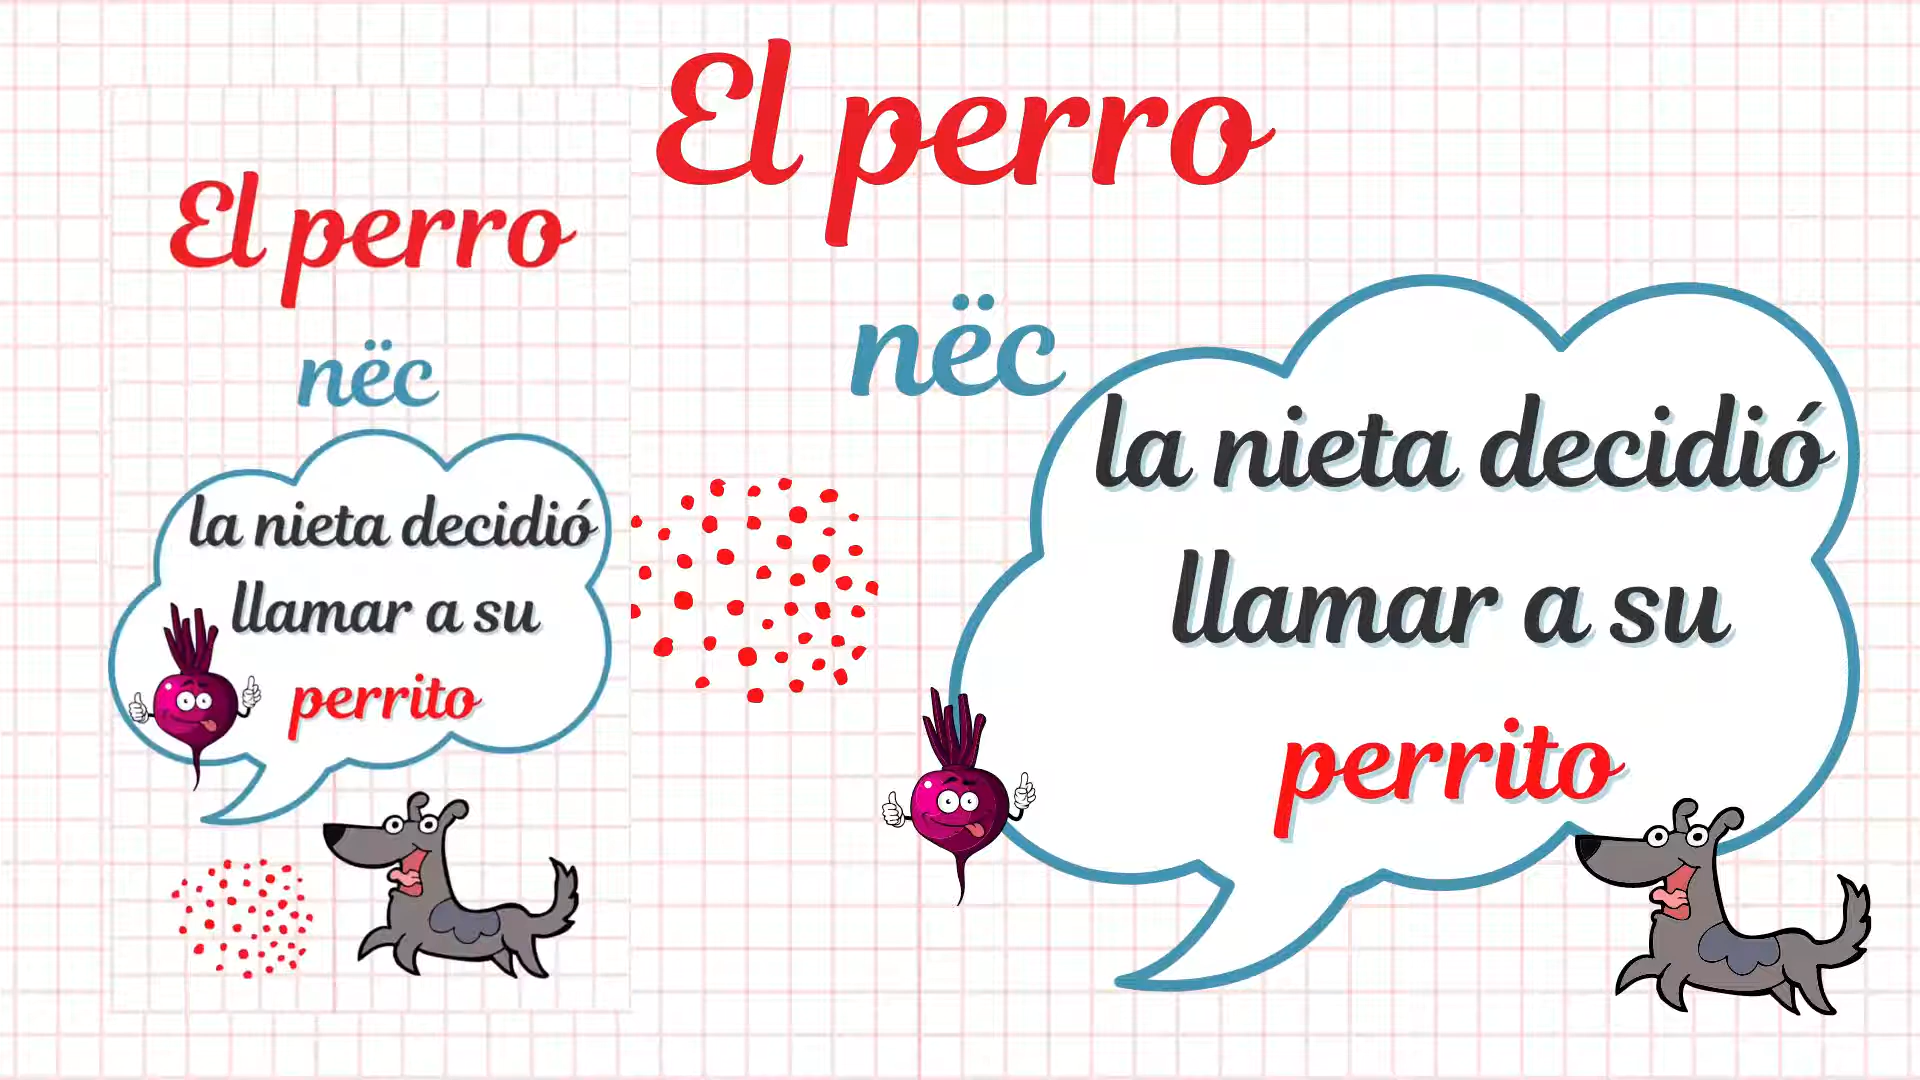 El perro
nëc
la nieta decidió
llamar a su
perrito
El perro
nëc
la nieta decidió
llamar a su
perrito